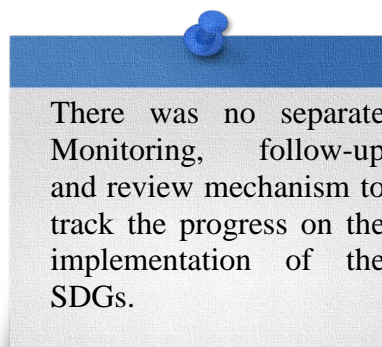 There was no separate
Monitoring, follow-up
and review mechanism to
track the progress on the
implementation of the
SDGs.